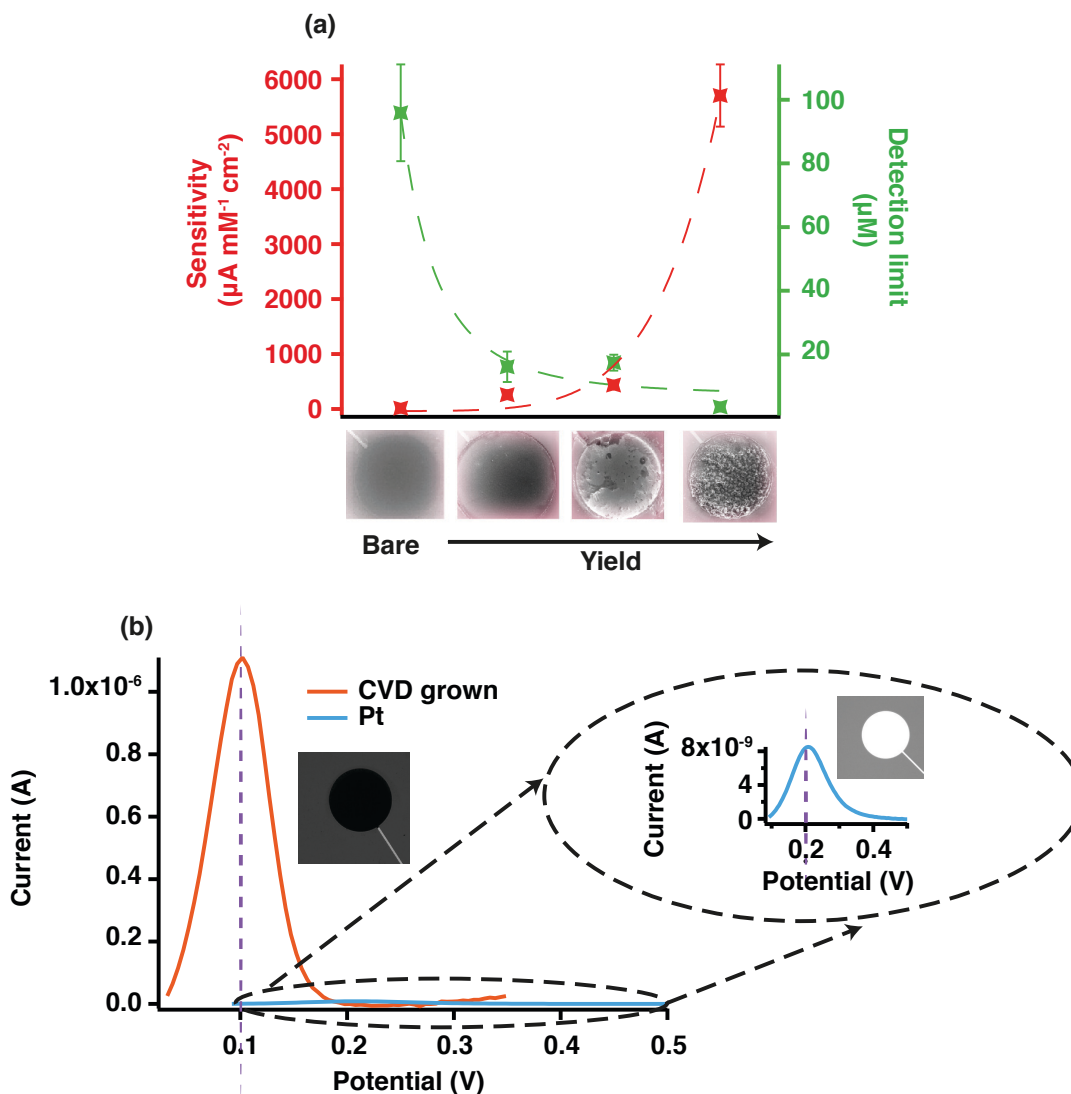 (a)
6000
5000
4000
3000
2000
1000
0
Sensitivity
(µA mM⁻¹ cm⁻²)
100
80
60
40
20
Detection limit
(µM)
Bare
Yield
(b)
1.0x10⁻⁶
0.8
0.6
0.4
0.2
0.0
Current (A)
CVD grown
Pt
0.1
0.2
0.3
0.4
0.5
Potential (V)
8x10⁻⁹
4
0
Current (A)
0.2
0.4
Potential (V)